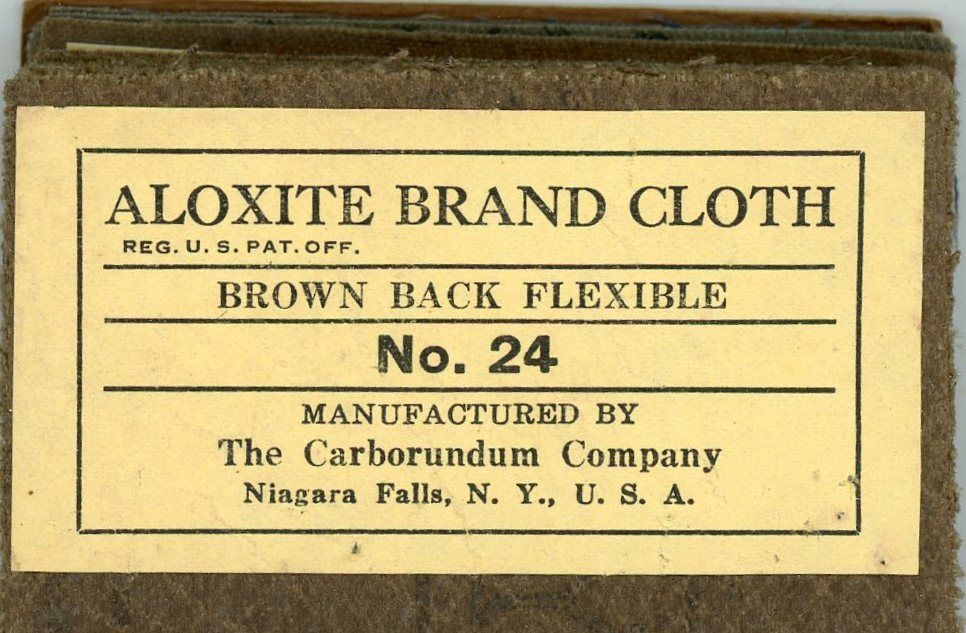 ALOXITE BRAND CLOTH
REG. U. S. PAT. OFF.
BROWN BACK FLEXIBLE
No. 24
MANUFACTURED BY
The Carborundum Company
Niagara Falls, N. Y., U. S. A.